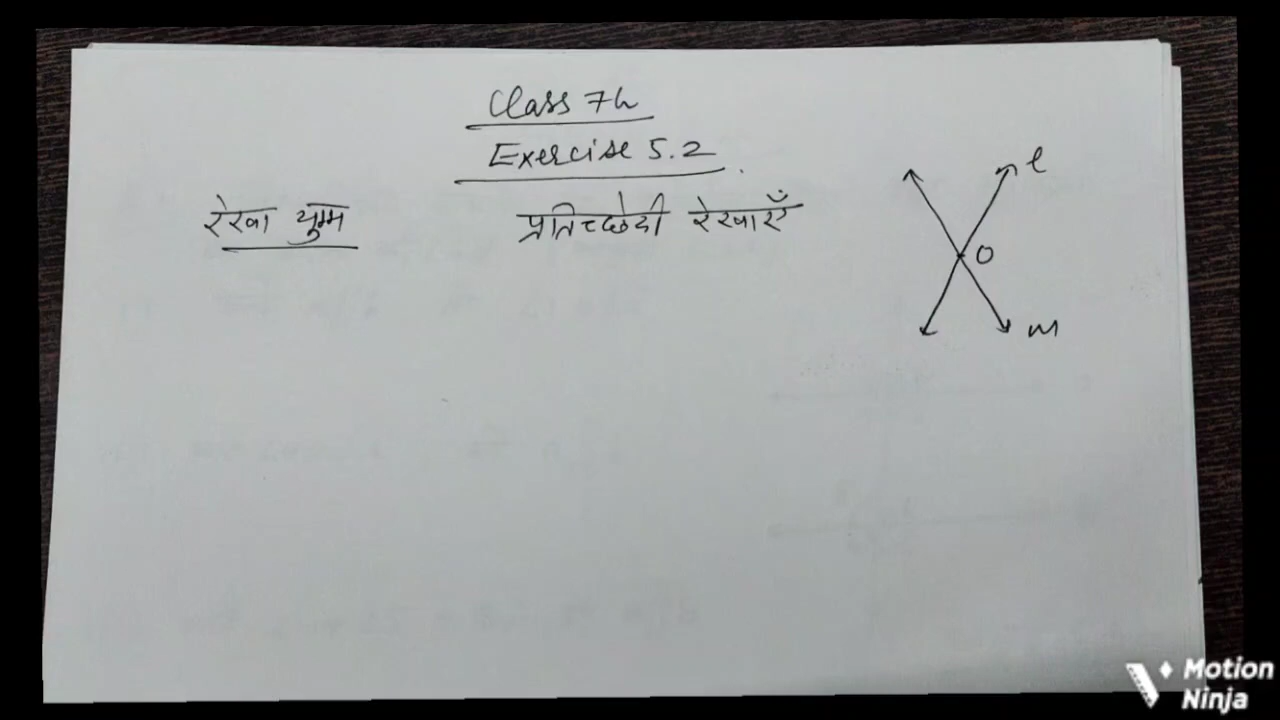 Class 7th
Exercise 5.2
रेखा युग्म
प्रतिच्छेदी रेखाएँ
l
O
m
Motion
Ninja